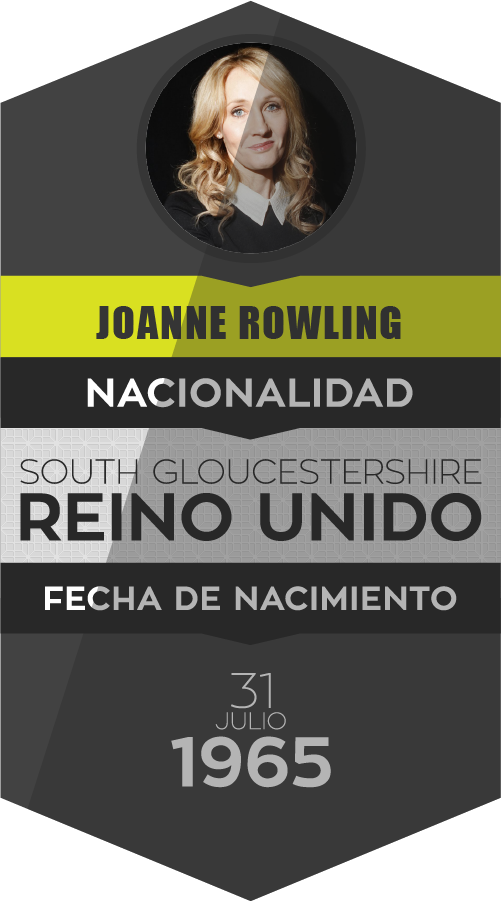 JOANNE ROWLING
NACIONALIDAD
SOUTH GLOUCESTERSHIRE
REINO UNIDO
FECHA DE NACIMIENTO
31
JULIO
1965